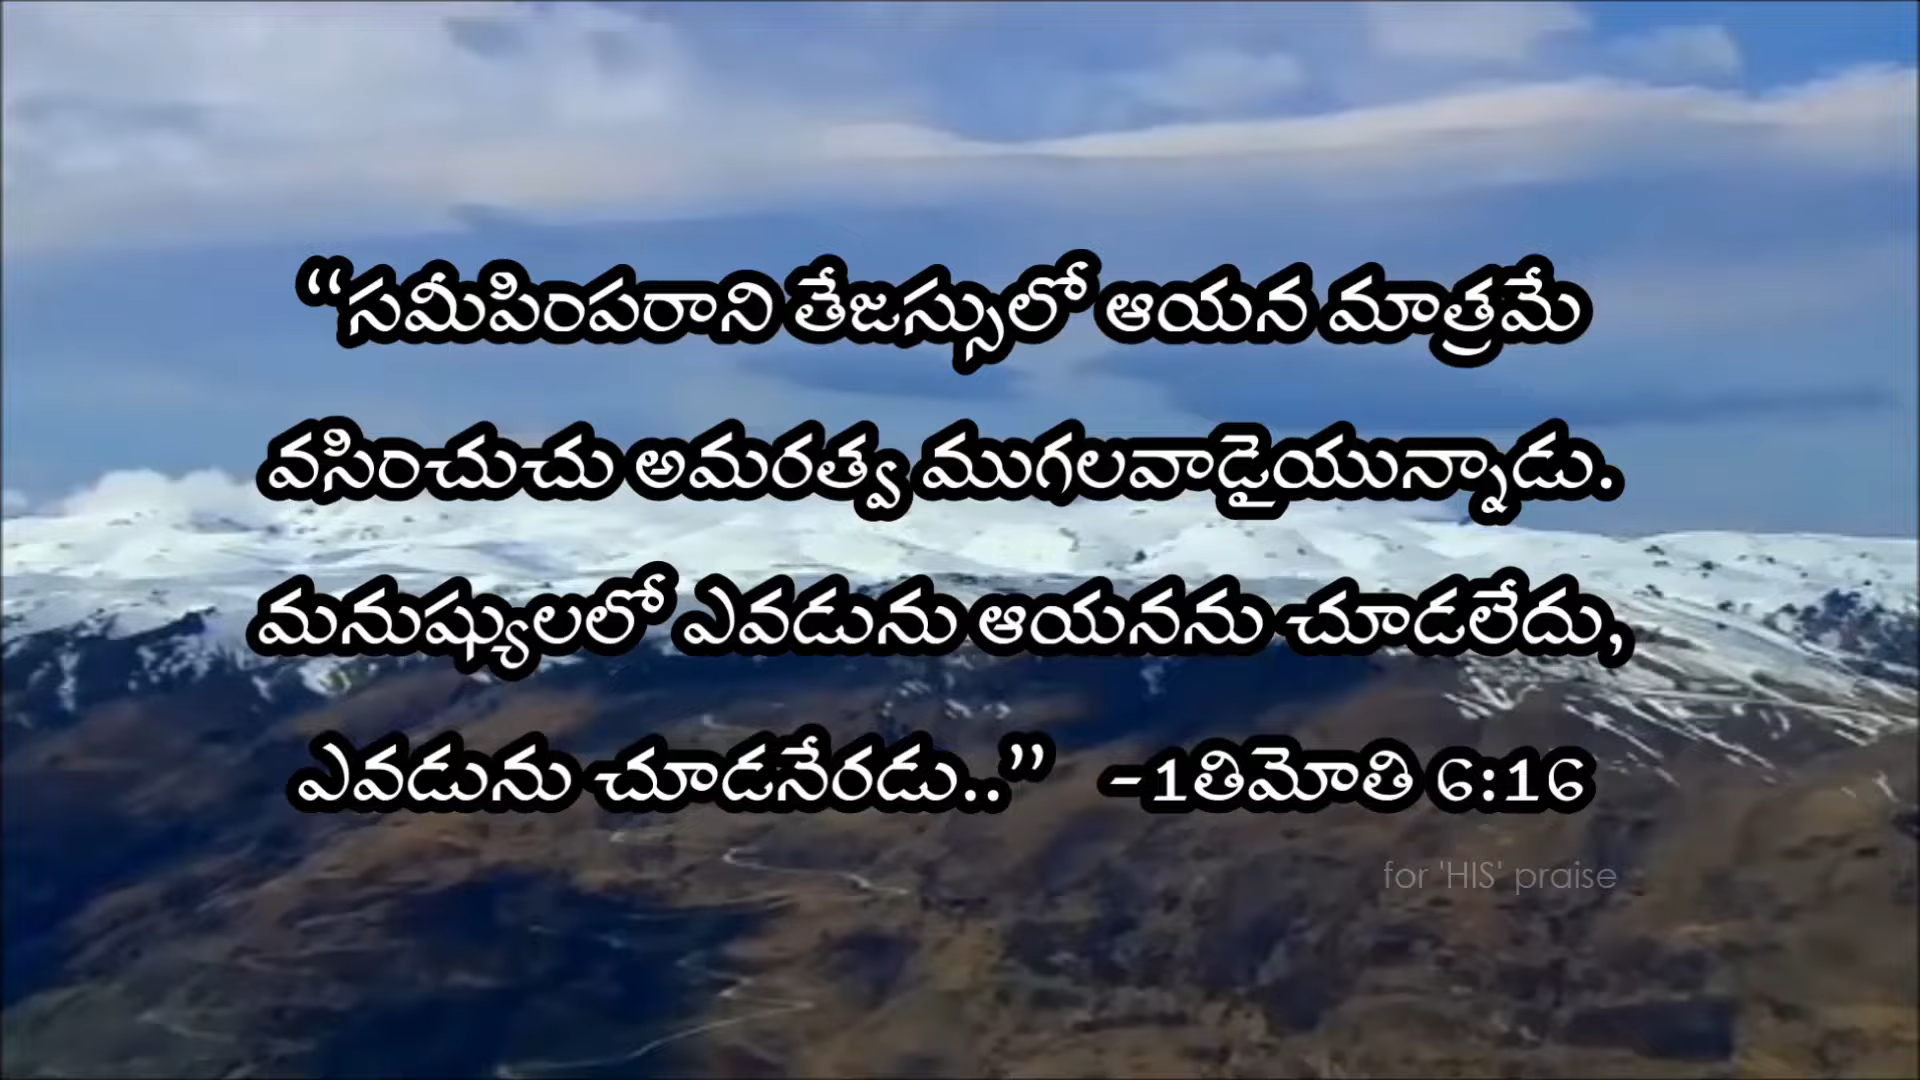 “సమీపింపరాని తేజస్సులో ఆయన మాత్రమే
వసించుచు అమరత్వ ముగలవాడైయున్నాడు.
మనుష్యులలో ఎవడును ఆయనను చూడలేదు,
ఎవడును చూడనేరడు..” -1తిమోతి 6:16
for 'HIS' praise